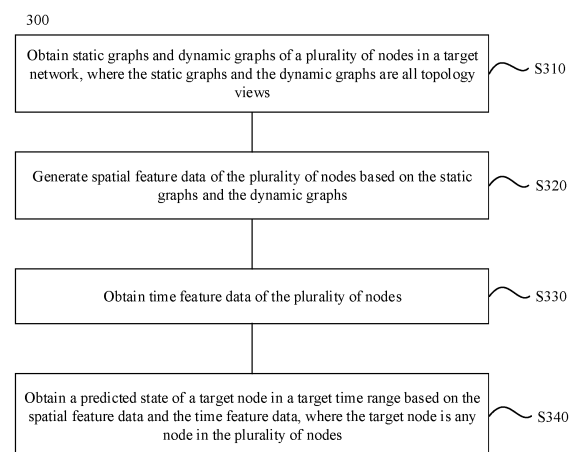 300
Obtain static graphs and dynamic graphs of a plurality of nodes in a target
network, where the static graphs and the dynamic graphs are all topology
views
S310
Generate spatial feature data of the plurality of nodes based on the static
graphs and the dynamic graphs
S320
Obtain time feature data of the plurality of nodes
S330
Obtain a predicted state of a target node in a target time range based on the
spatial feature data and the time feature data, where the target node is any
node in the plurality of nodes
S340